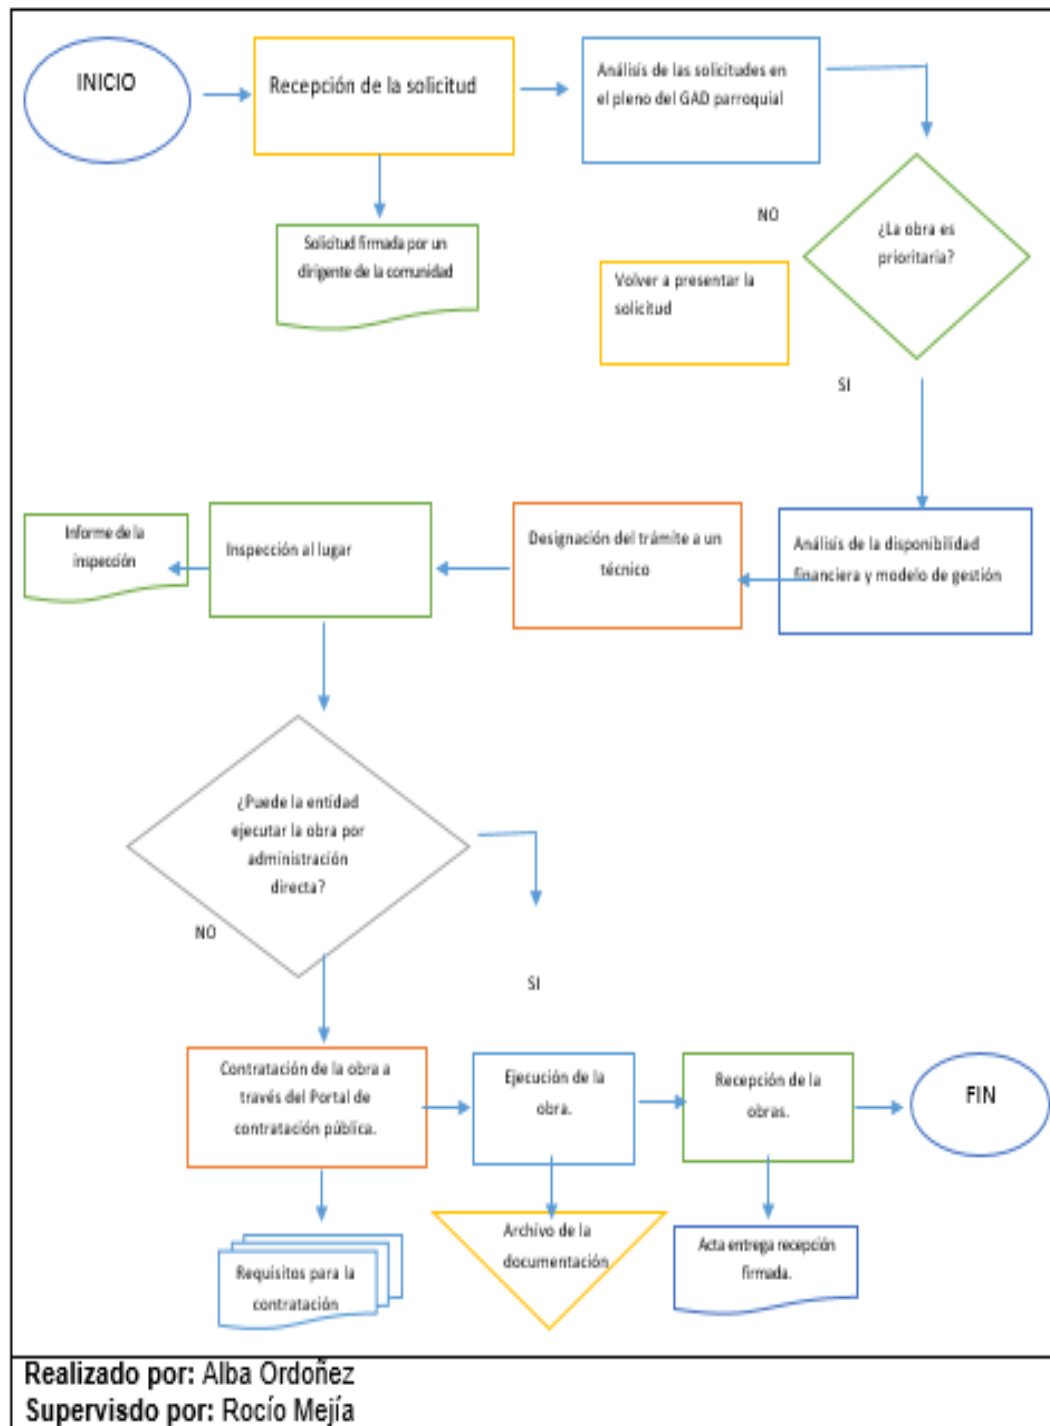 INICIO
Recepción de la solicitud
Análisis de las solicitudes en
el pleno del GAD parroquial
Solicitud firmada por un
dirigente de la comunidad
NO
¿La obra es
prioritaria?
Volver a presentar la
solicitud
SI
Informe de la
inspección
Inspección al lugar
Designación del trámite a un
técnico
Análisis de la disponibilidad
financiera y modelo de gestión
¿Puede la entidad
ejecutar la obra por
administración
directa?
NO
SI
Contratación de la obra a
través del Portal de
contratación pública.
Ejecución de la
obra.
Recepción de la
obras.
FIN
Requisitos para la
contratación
Archivo de la
documentación
Acta entrega recepción
firmada.
Realizado por: Alba Ordoñez
Supervisdo por: Rocío Mejía